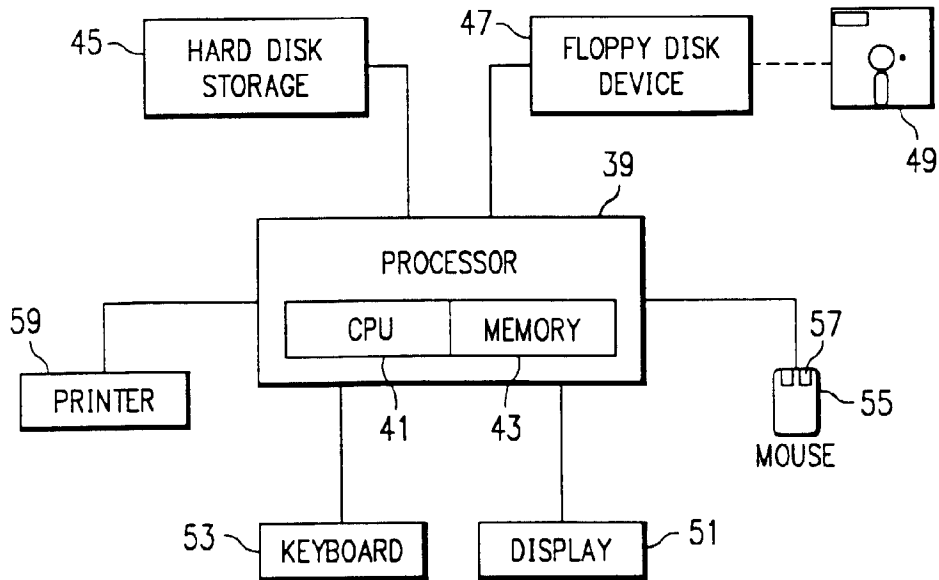 45
HARD DISK
STORAGE
47
FLOPPY DISK
DEVICE
49
39
PROCESSOR
CPU
MEMORY
41
43
59
PRINTER
57
55
MOUSE
53
KEYBOARD
DISPLAY
51